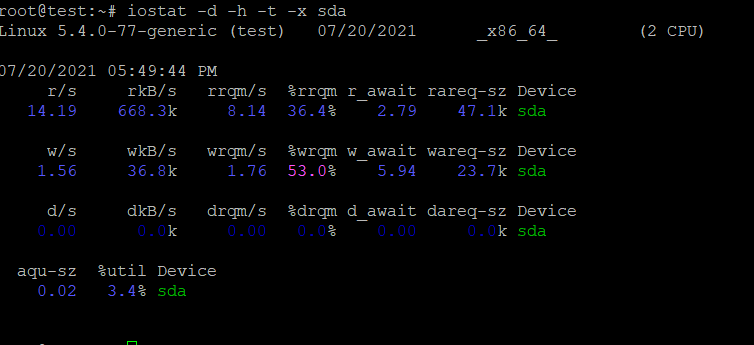 root@test:~# iostat -d -h -t -x sda
Linux 5.4.0-77-generic (test) 07/20/2021 _x86_64_ (2 CPU)
07/20/2021 05:49:44 PM
r/s rkB/s rrqm/s %rrqm r_await rareq-sz Device
14.19 668.3k 8.14 36.4% 2.79 47.1k sda
w/s wkB/s wrqm/s %wrqm w_await wareq-sz Device
1.56 36.8k 1.76 53.0% 5.94 23.7k sda
d/s dkB/s drqm/s %drqm d_await dareq-sz Device
0.00 0.0k 0.00 0.0% 0.00 0.0k sda
aqu-sz %util Device
0.02 3.4% sda